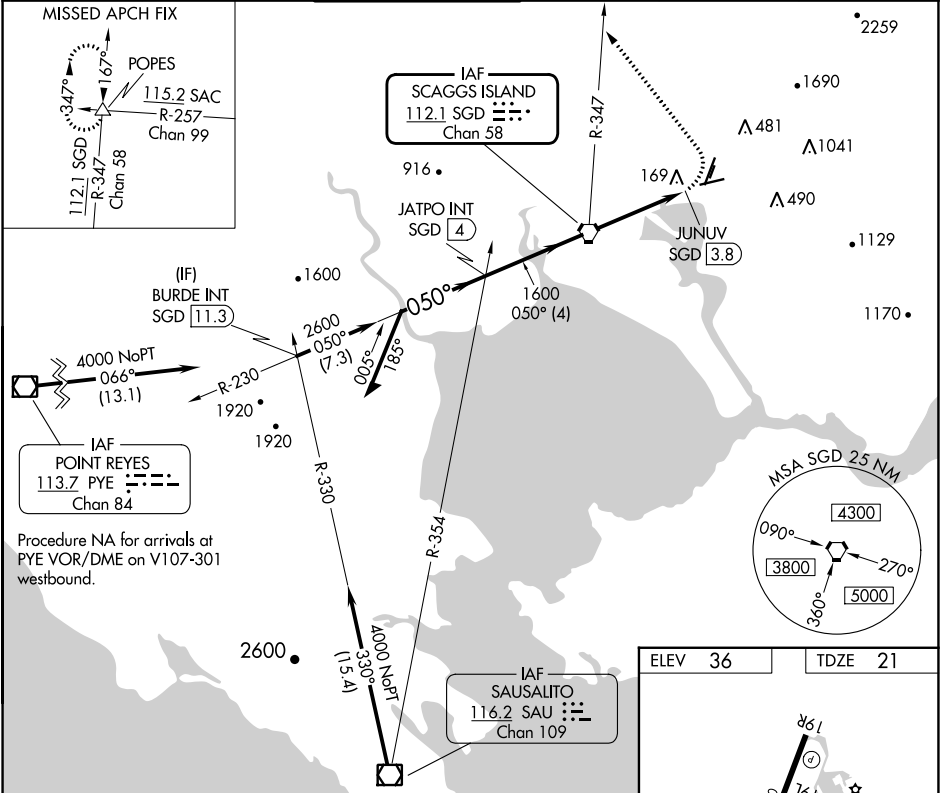 MISSED APCH FIX
POPES
347°
167°
115.2 SAC
R-257
Chan 99
112.1 SGD
R-347
Chan 58
IAF
SCAGGS ISLAND
112.1 SGD
Chan 58
R-347
2259
1690
481
1041
490
1129
1170
169
916
JATPO INT
SGD 4
JUNUV
SGD 3.8
1600
(IF)
BURDE INT
SGD 11.3
2600
050°
(7.3)
050°
1600
050° (4)
005°
185°
R-230
4000 NoPT
066°
(13.1)
1920
1920
IAF
POINT REYES
113.7 PYE
Chan 84
Procedure NA for arrivals at
PYE VOR/DME on V107-301
westbound.
R-330
R-354
4000 NoPT
330°
(15.4)
2600
IAF
SAUSALITO
116.2 SAU
Chan 109
MSA SGD 25 NM
4300
090°
3800
270°
5000
360°
ELEV 36
TDZE 21
19R
P
19L